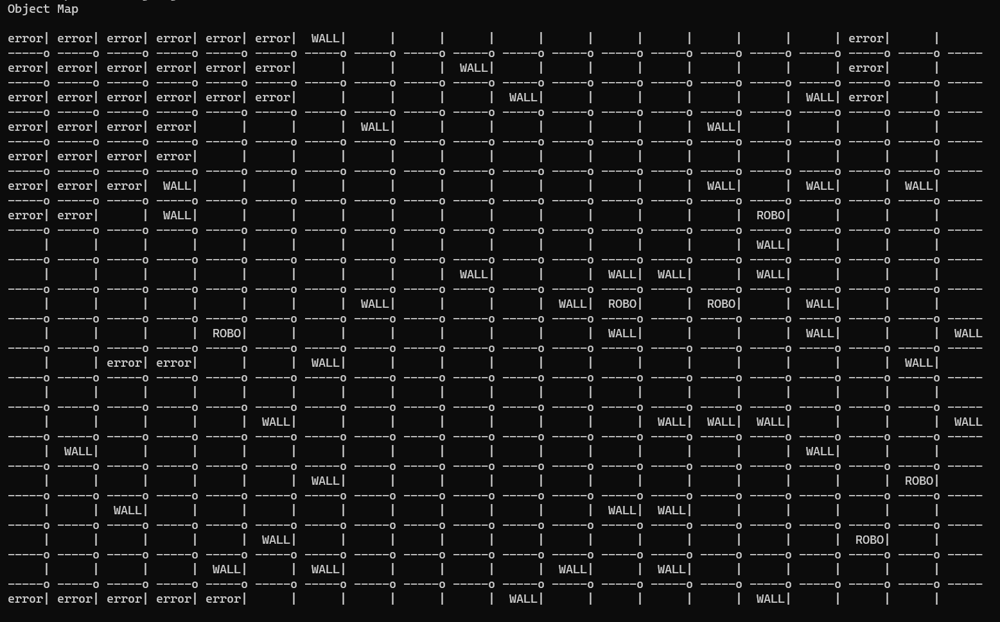 Object Map
error| error| error| error| error| error|  WALL|      |      |      |      |      |      |      |      |      |      | error|      |
-----o -----o -----o -----o -----o -----o -----o -----o -----o -----o -----o -----o -----o -----o -----o -----o -----o -----o -----o -----
error| error| error| error| error| error|      |      |      |  WALL|      |      |      |      |      |      |      | error|      |
-----o -----o -----o -----o -----o -----o -----o -----o -----o -----o -----o -----o -----o -----o -----o -----o -----o -----o -----o -----
error| error| error| error| error| error|      |      |      |      |  WALL|      |      |      |      |      |  WALL| error|      |
-----o -----o -----o -----o -----o -----o -----o -----o -----o -----o -----o -----o -----o -----o -----o -----o -----o -----o -----o -----
error| error| error| error|      |      |      |  WALL|      |      |      |      |      |      |  WALL|      |      |      |      |
-----o -----o -----o -----o -----o -----o -----o -----o -----o -----o -----o -----o -----o -----o -----o -----o -----o -----o -----o -----
error| error| error| error|      |      |      |      |      |      |      |      |      |      |      |      |      |      |      |
-----o -----o -----o -----o -----o -----o -----o -----o -----o -----o -----o -----o -----o -----o -----o -----o -----o -----o -----o -----
error| error| error|  WALL|      |      |      |      |      |      |      |      |      |      |  WALL|      |  WALL|      |  WALL|
-----o -----o -----o -----o -----o -----o -----o -----o -----o -----o -----o -----o -----o -----o -----o -----o -----o -----o -----o -----
error| error|      |  WALL|      |      |      |      |      |      |      |      |      |      |      |  ROBO|      |      |      |
-----o -----o -----o -----o -----o -----o -----o -----o -----o -----o -----o -----o -----o -----o -----o -----o -----o -----o -----o -----
     |      |      |      |      |      |      |      |      |      |      |      |      |      |      |  WALL|      |      |      |
-----o -----o -----o -----o -----o -----o -----o -----o -----o -----o -----o -----o -----o -----o -----o -----o -----o -----o -----o -----
     |      |      |      |      |      |      |      |      |  WALL|      |      |  WALL|  WALL|      |  WALL|      |      |      |
-----o -----o -----o -----o -----o -----o -----o -----o -----o -----o -----o -----o -----o -----o -----o -----o -----o -----o -----o -----
     |      |      |      |      |      |      |  WALL|      |      |      |  WALL|  ROBO|      |  ROBO|      |  WALL|      |      |
-----o -----o -----o -----o -----o -----o -----o -----o -----o -----o -----o -----o -----o -----o -----o -----o -----o -----o -----o -----
     |      |      |      |  ROBO|      |      |      |      |      |      |      |  WALL|      |      |      |  WALL|      |      |  WALL
-----o -----o -----o -----o -----o -----o -----o -----o -----o -----o -----o -----o -----o -----o -----o -----o -----o -----o -----o -----
     |      | error| error|      |      |  WALL|      |      |      |      |      |      |      |      |      |      |      |  WALL|
-----o -----o -----o -----o -----o -----o -----o -----o -----o -----o -----o -----o -----o -----o -----o -----o -----o -----o -----o -----
     |      |      |      |      |      |      |      |      |      |      |      |      |      |      |      |      |      |      |
-----o -----o -----o -----o -----o -----o -----o -----o -----o -----o -----o -----o -----o -----o -----o -----o -----o -----o -----o -----
     |      |      |      |      |  WALL|      |      |      |      |      |      |      |  WALL|  WALL|  WALL|      |      |      |  WALL
-----o -----o -----o -----o -----o -----o -----o -----o -----o -----o -----o -----o -----o -----o -----o -----o -----o -----o -----o -----
     |  WALL|      |      |      |      |      |      |      |      |      |      |      |      |      |      |  WALL|      |      |
-----o -----o -----o -----o -----o -----o -----o -----o -----o -----o -----o -----o -----o -----o -----o -----o -----o -----o -----o -----
     |      |      |      |      |      |  WALL|      |      |      |      |      |      |      |      |      |      |      |  ROBO|
-----o -----o -----o -----o -----o -----o -----o -----o -----o -----o -----o -----o -----o -----o -----o -----o -----o -----o -----o -----
     |      |  WALL|      |      |      |      |      |      |      |      |      |  WALL|  WALL|      |      |      |      |      |
-----o -----o -----o -----o -----o -----o -----o -----o -----o -----o -----o -----o -----o -----o -----o -----o -----o -----o -----o -----
     |      |      |      |      |  WALL|      |      |      |      |      |      |      |      |      |      |      |  ROBO|      |
-----o -----o -----o -----o -----o -----o -----o -----o -----o -----o -----o -----o -----o -----o -----o -----o -----o -----o -----o -----
     |      |      |      |  WALL|      |  WALL|      |      |      |      |  WALL|      |  WALL|      |      |      |      |      |
-----o -----o -----o -----o -----o -----o -----o -----o -----o -----o -----o -----o -----o -----o -----o -----o -----o -----o -----o -----
error| error| error| error| error|      |      |      |      |      |  WALL|      |      |      |      |  WALL|      |      |      |